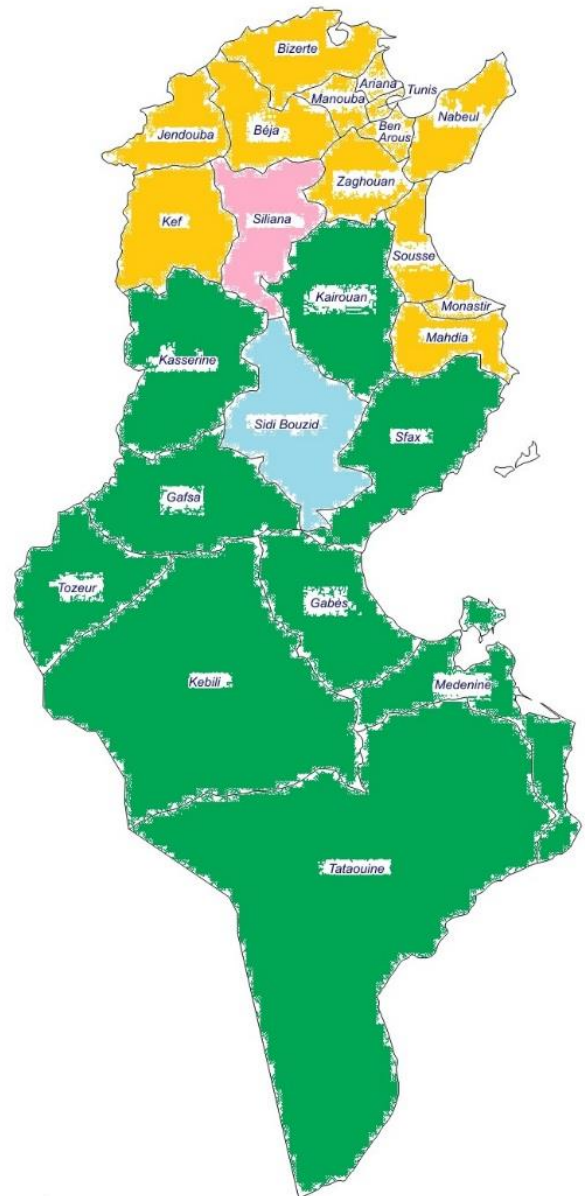 Bizerte
Ariana
Tunis
Manouba
Nabeul
Jendouba
Béja
Ben
Arous
Zaghouan
Kef
Siliana
Sousse
Kairouan
Monastir
Mahdia
Kasserine
Sidi Bouzid
Sfax
Gafsa
Tozeur
Gabès
Kebili
Medenine
Tataouine